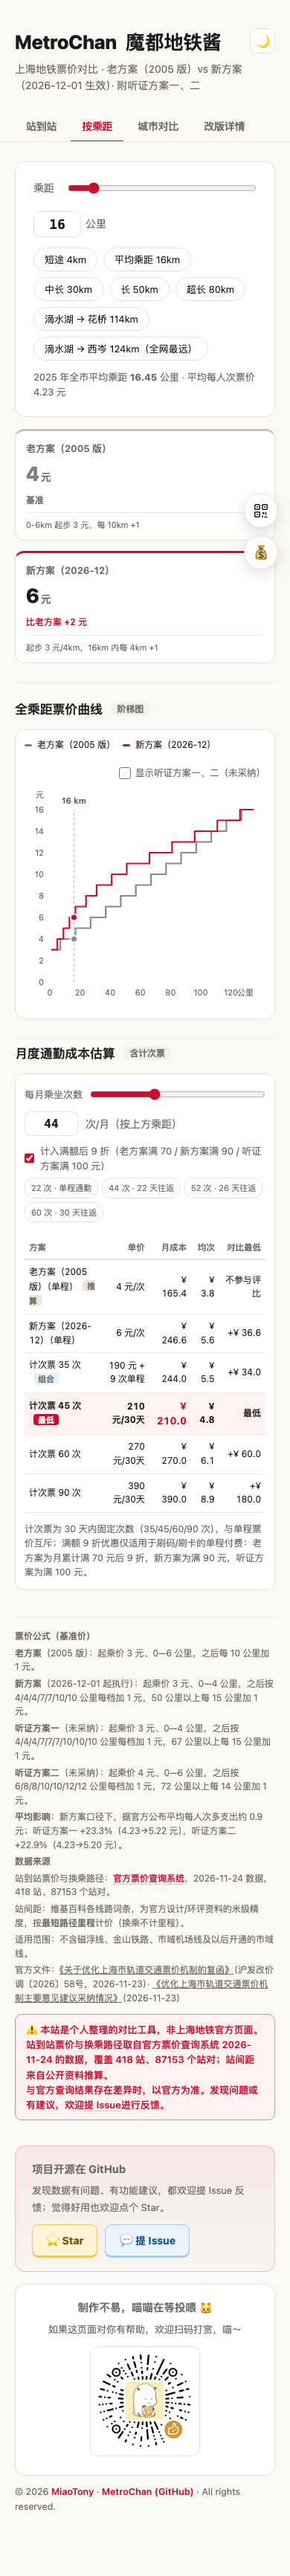 MetroChan 魔都地铁酱
上海地铁票价对比 · 老方案（2005 版）vs 新方案
（2026-12-01 生效）· 附听证方案一、二
站到站 按乘距 城市对比 改版详情
乘距
16 公里
短途 4km 平均乘距 16km
中长 30km 长 50km 超长 80km
滴水湖 → 花桥 114km
滴水湖 → 西岑 124km（全网最远）
2025 年全市平均乘距 16.45 公里 · 平均每人次票价
4.23 元
老方案（2005 版）
4元
基准
0-6km 起步 3 元，每 10km +1
新方案（2026-12）
6元
比老方案 +2 元
起步 3 元/4km，16km 内每 4km +1
全乘距票价曲线 阶梯图
老方案（2005 版） 新方案（2026-12）
显示听证方案一、二（未采纳）
元
16 km
16
14
12
10
8
6
4
2
0
0 20 40 60 80 100 120公里
月度通勤成本估算 含计次票
每月乘坐次数
44 次/月（按上方乘距）
计入满额后 9 折（老方案满 70 / 新方案满 90 / 听证
方案满 100 元）
22 次 · 单程通勤 44 次 · 22 天往返 52 次 · 26 天往返
60 次 · 30 天往返
方案 单价 月成本 均次 对比最低
老方案（2005 版）（单程） 推算 4 元/次 ¥ 165.4 ¥ 3.8 不参与评比
新方案（2026-12）（单程） 6 元/次 ¥ 246.6 ¥ 5.6 +¥ 36.6
计次票 35 次 组合 190 元 + 9 次单程 ¥ 244.0 ¥ 5.5 +¥ 34.0
计次票 45 次 最低 210 元/30天 ¥ 210.0 ¥ 4.8 最低
计次票 60 次 270 元/30天 ¥ 270.0 ¥ 6.1 +¥ 60.0
计次票 90 次 390 元/30天 ¥ 390.0 ¥ 8.9 +¥ 180.0
计次票为 30 天内固定次数（35/45/60/90 次），与单程票
价互斥；满额 9 折优惠仅适用于刷码/刷卡的单程付费：老
方案为月累计满 70 元后 9 折，新方案为满 90 元，听证方
案为满 100 元。
票价公式（基准价）
老方案（2005 版）：起乘价 3 元、0—6 公里，之后每 10 公里加
1 元。
新方案（2026-12-01 起执行）：起乘价 3 元、0—4 公里，之后按
4/4/4/7/7/10/10 公里每档加 1 元，50 公里以上每 15 公里加 1
元。
听证方案一（未采纳）：起乘价 3 元、0—4 公里，之后按
4/4/4/7/7/7/10/10/10 公里每档加 1 元，67 公里以上每 15 公里加
1 元。
听证方案二（未采纳）：起乘价 4 元、0—6 公里，之后按
6/8/8/10/10/12/12 公里每档加 1 元，72 公里以上每 14 公里加 1
元。
平均影响：新方案口径下，据官方公布平均每人次多支出约 0.9
元；听证方案一 +23.3%（4.23→5.22 元），听证方案二
+22.9%（4.23→5.20 元）。
数据来源
站到站票价与换乘路径：官方票价查询系统，2026-11-24 数据，
418 站、87153 个站对。
站间距：维基百科各线路词条，为官方设计/环评资料的米级精
度，按最短路径里程计价（换乘不计里程）。
适用范围：不含磁浮线、金山铁路、市域机场线及以后开通的市域
线。
官方文件：《关于优化上海市轨道交通票价机制的复函》（沪发改价
调〔2026〕58号，2026-11-23）·《优化上海市轨道交通票价机
制主要意见建议采纳情况》（2026-11-23）
⚠️ 本站是个人整理的对比工具，非上海地铁官方页面。
站到站票价与换乘路径取自官方票价查询系统 2026-
11-24 的数据，覆盖 418 站、87153 个站对；站间距
来自公开资料推算。
与官方查询结果存在差异时，以官方为准。发现问题或
有建议，欢迎提 Issue进行反馈。
项目开源在 GitHub
发现数据有问题、有功能建议，都欢迎提 Issue 反
馈；觉得好用也欢迎点个 Star。
⭐ Star 💬 提 Issue
制作不易，喵喵在等投喂 🐱
如果这页面对你有帮助，欢迎扫码打赏，喵～
© 2026 MiaoTony · MetroChan (GitHub) · All rights
reserved.